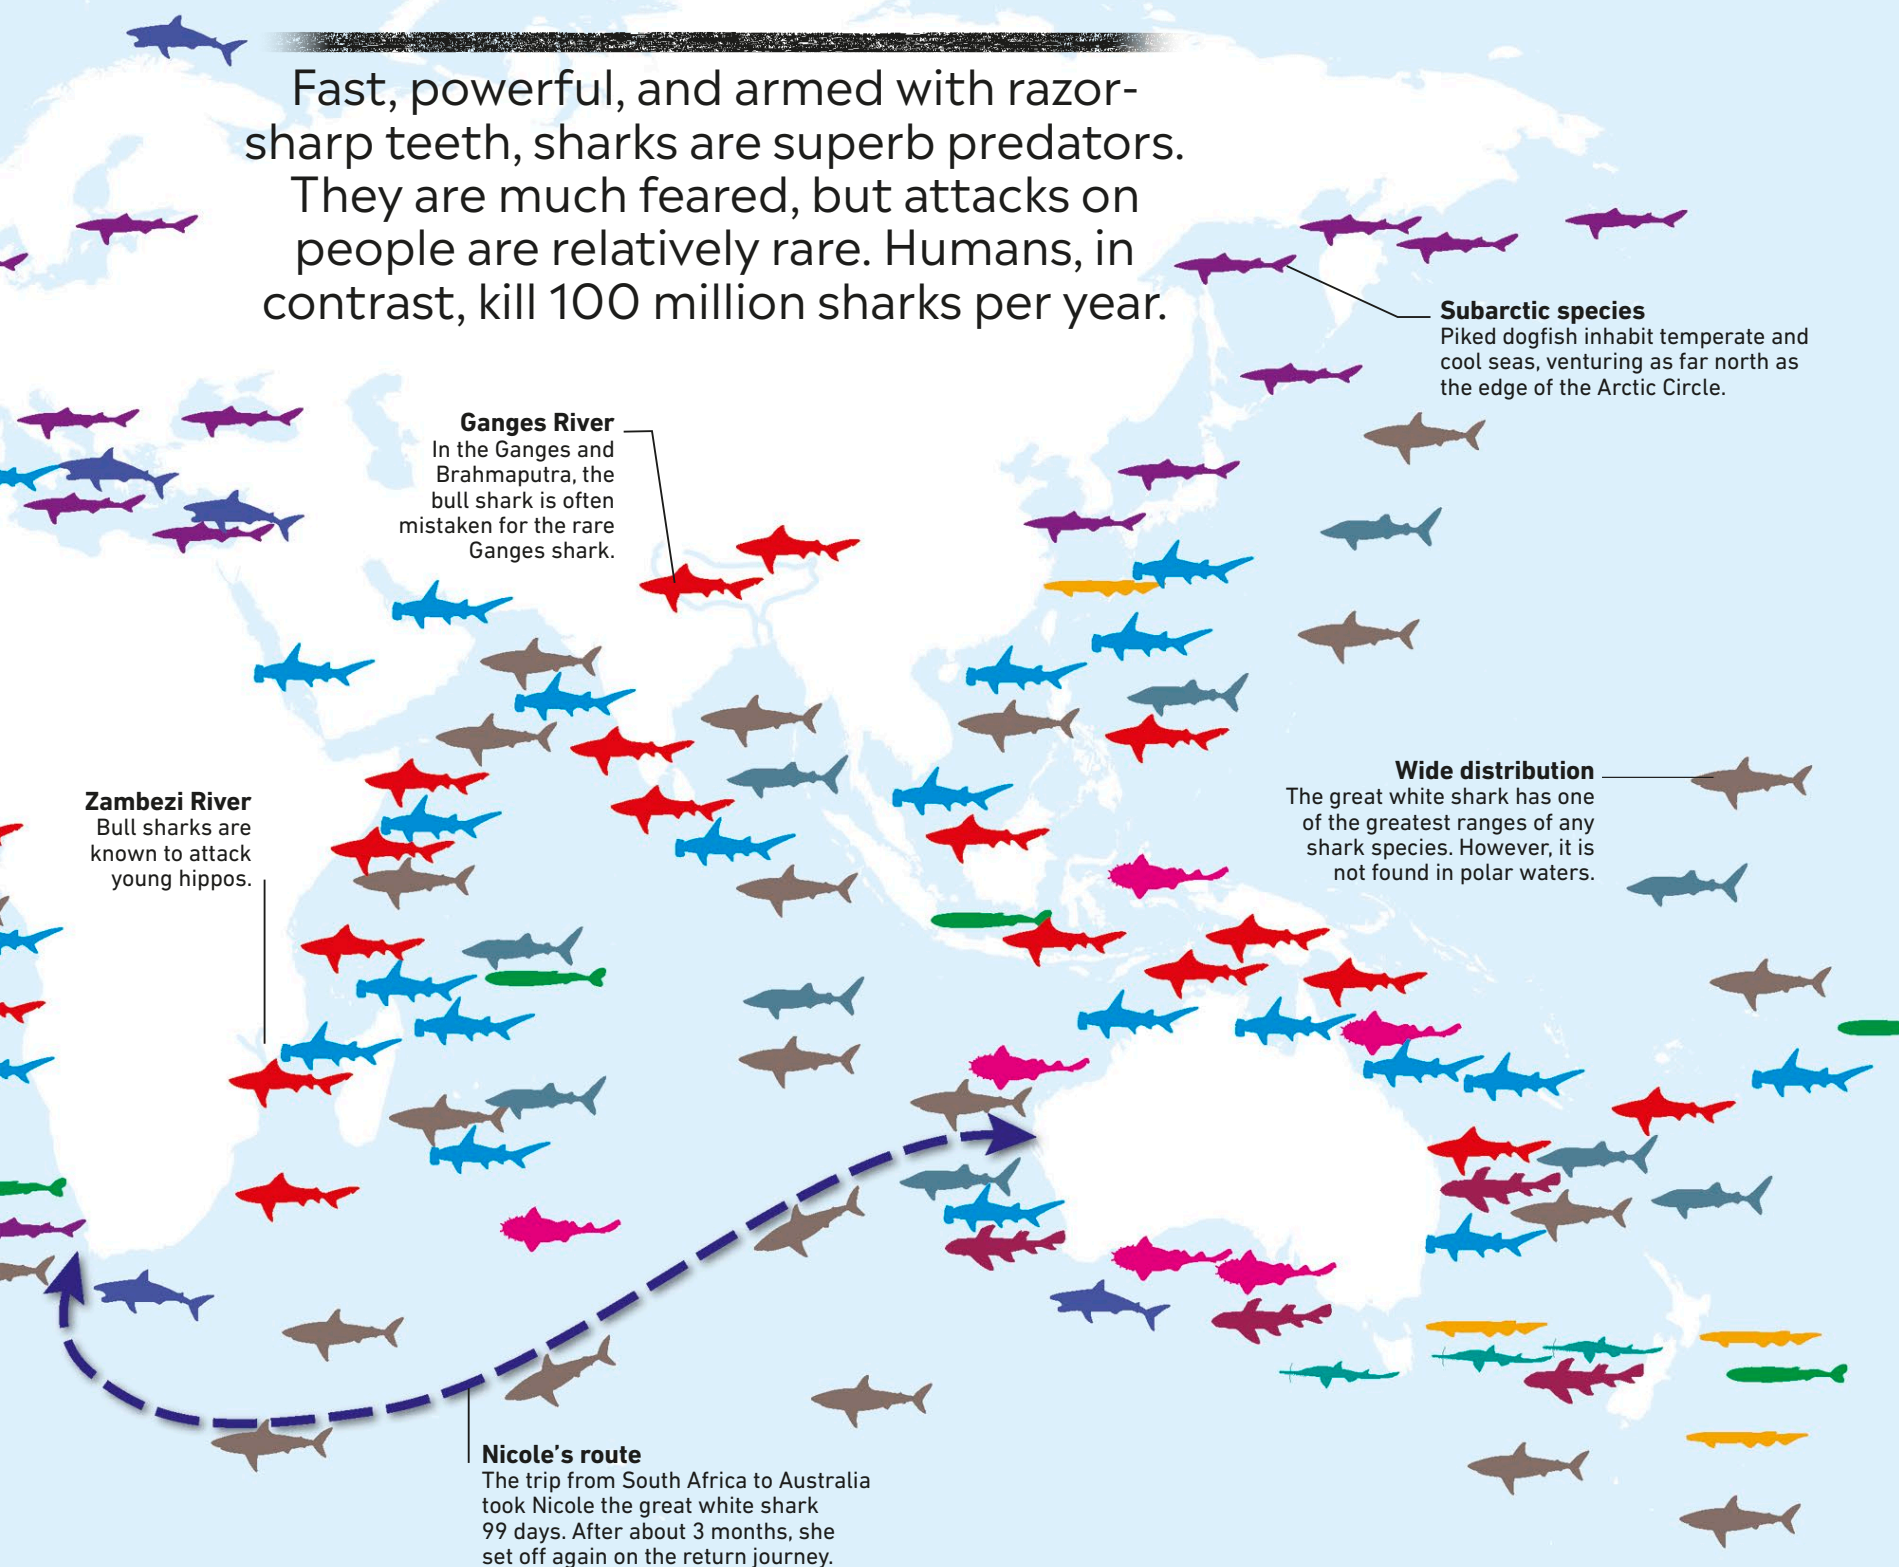 Fast, powerful, and armed with razor-
sharp teeth, sharks are superb predators.
They are much feared, but attacks on
people are relatively rare. Humans, in
contrast, kill 100 million sharks per year.
Subarctic species
Piked dogfish inhabit temperate and
cool seas, venturing as far north as
the edge of the Arctic Circle.
Ganges River
In the Ganges and
Brahmaputra, the
bull shark is often
mistaken for the rare
Ganges shark.
Wide distribution
The great white shark has one
of the greatest ranges of any
shark species. However, it is
not found in polar waters.
Zambezi River
Bull sharks are
known to attack
young hippos.
Nicole’s route
The trip from South Africa to Australia
took Nicole the great white shark
99 days. After about 3 months, she
set off again on the return journey.